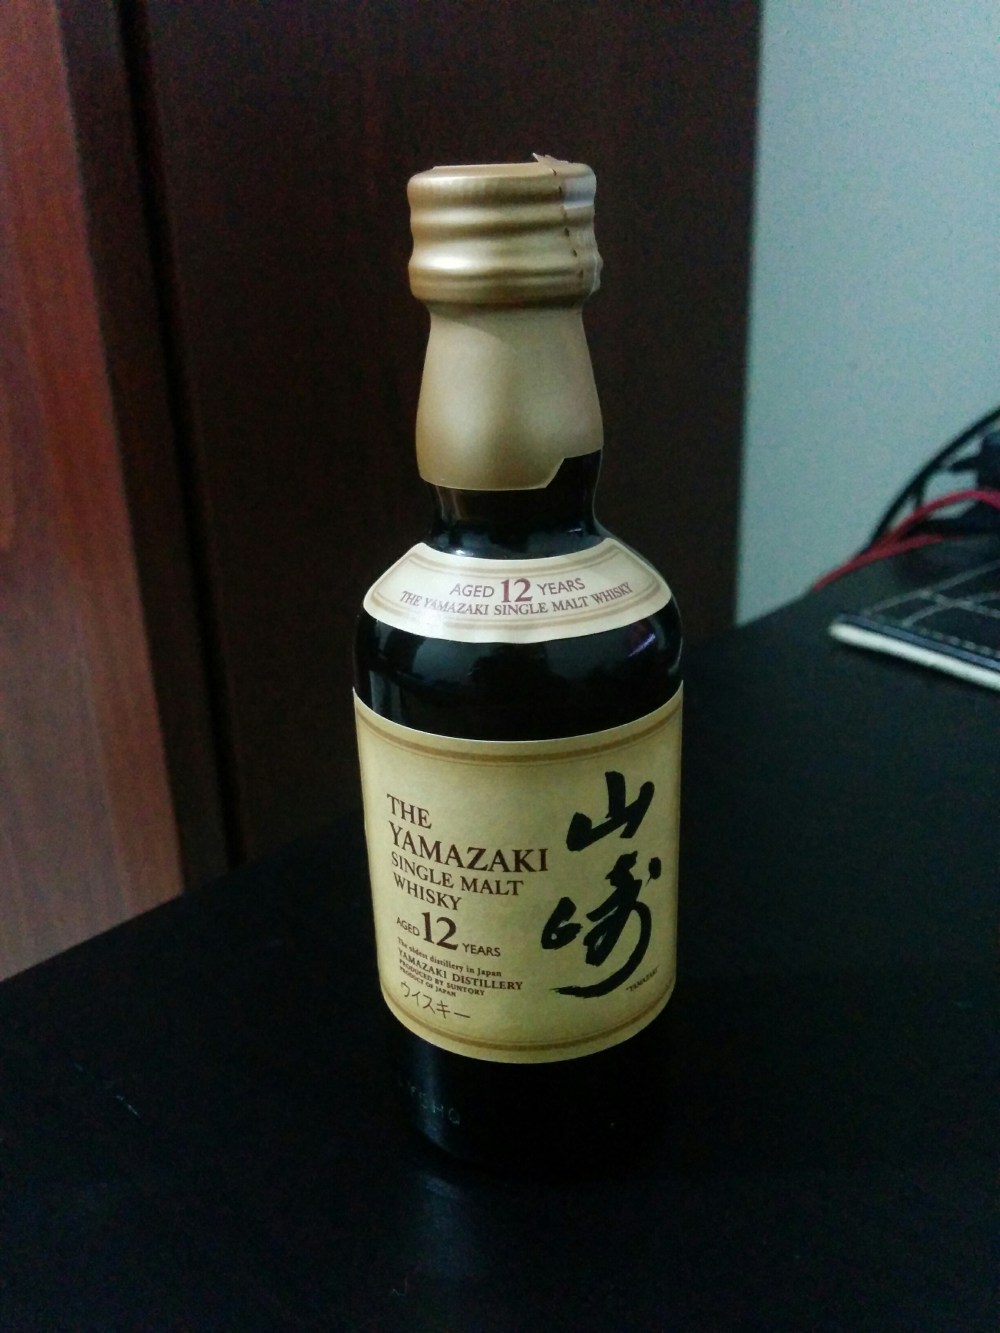 AGED 12 YEARS
THE YAMAZAKI SINGLE MALT WHISKY
THE
YAMAZAKI
SINGLE MALT
WHISKY
AGED 12 YEARS
The oldest distillery in Japan
YAMAZAKI DISTILLERY
PRODUCED BY SUNTORY
PRODUCT OF JAPAN
ウイスキー
山崎
"YAMAZAKI"